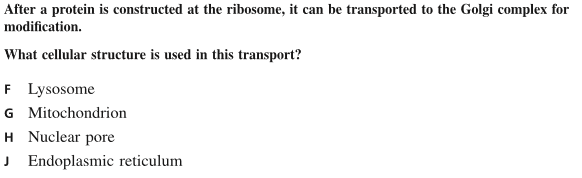 After a protein is constructed at the ribosome, it can be transported to the Golgi complex for
modification.
What cellular structure is used in this transport?
F Lysosome
G Mitochondrion
H Nuclear pore
J Endoplasmic reticulum